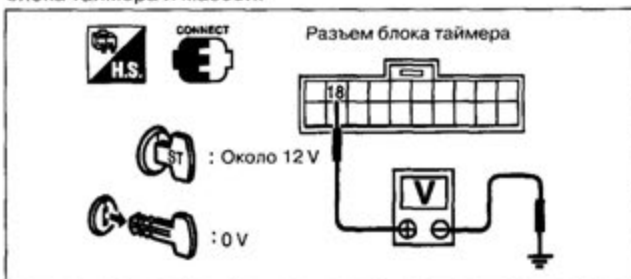 CONNECT
H.S.
Разъем блока таймера
18
ST : Около 12 V
: 0 V
V